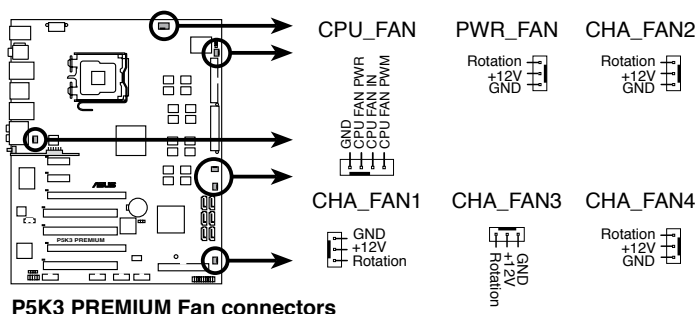 CPU_FAN
GND
CPU FAN PWR
CPU FAN IN
CPU FAN PWM
PWR_FAN
Rotation
+12V
GND
CHA_FAN2
Rotation
+12V
GND
CHA_FAN1
GND
+12V
Rotation
CHA_FAN3
Rotation
+12V
GND
CHA_FAN4
Rotation
+12V
GND
ASUS
P5K3 PREMIUM
P5K3 PREMIUM Fan connectors